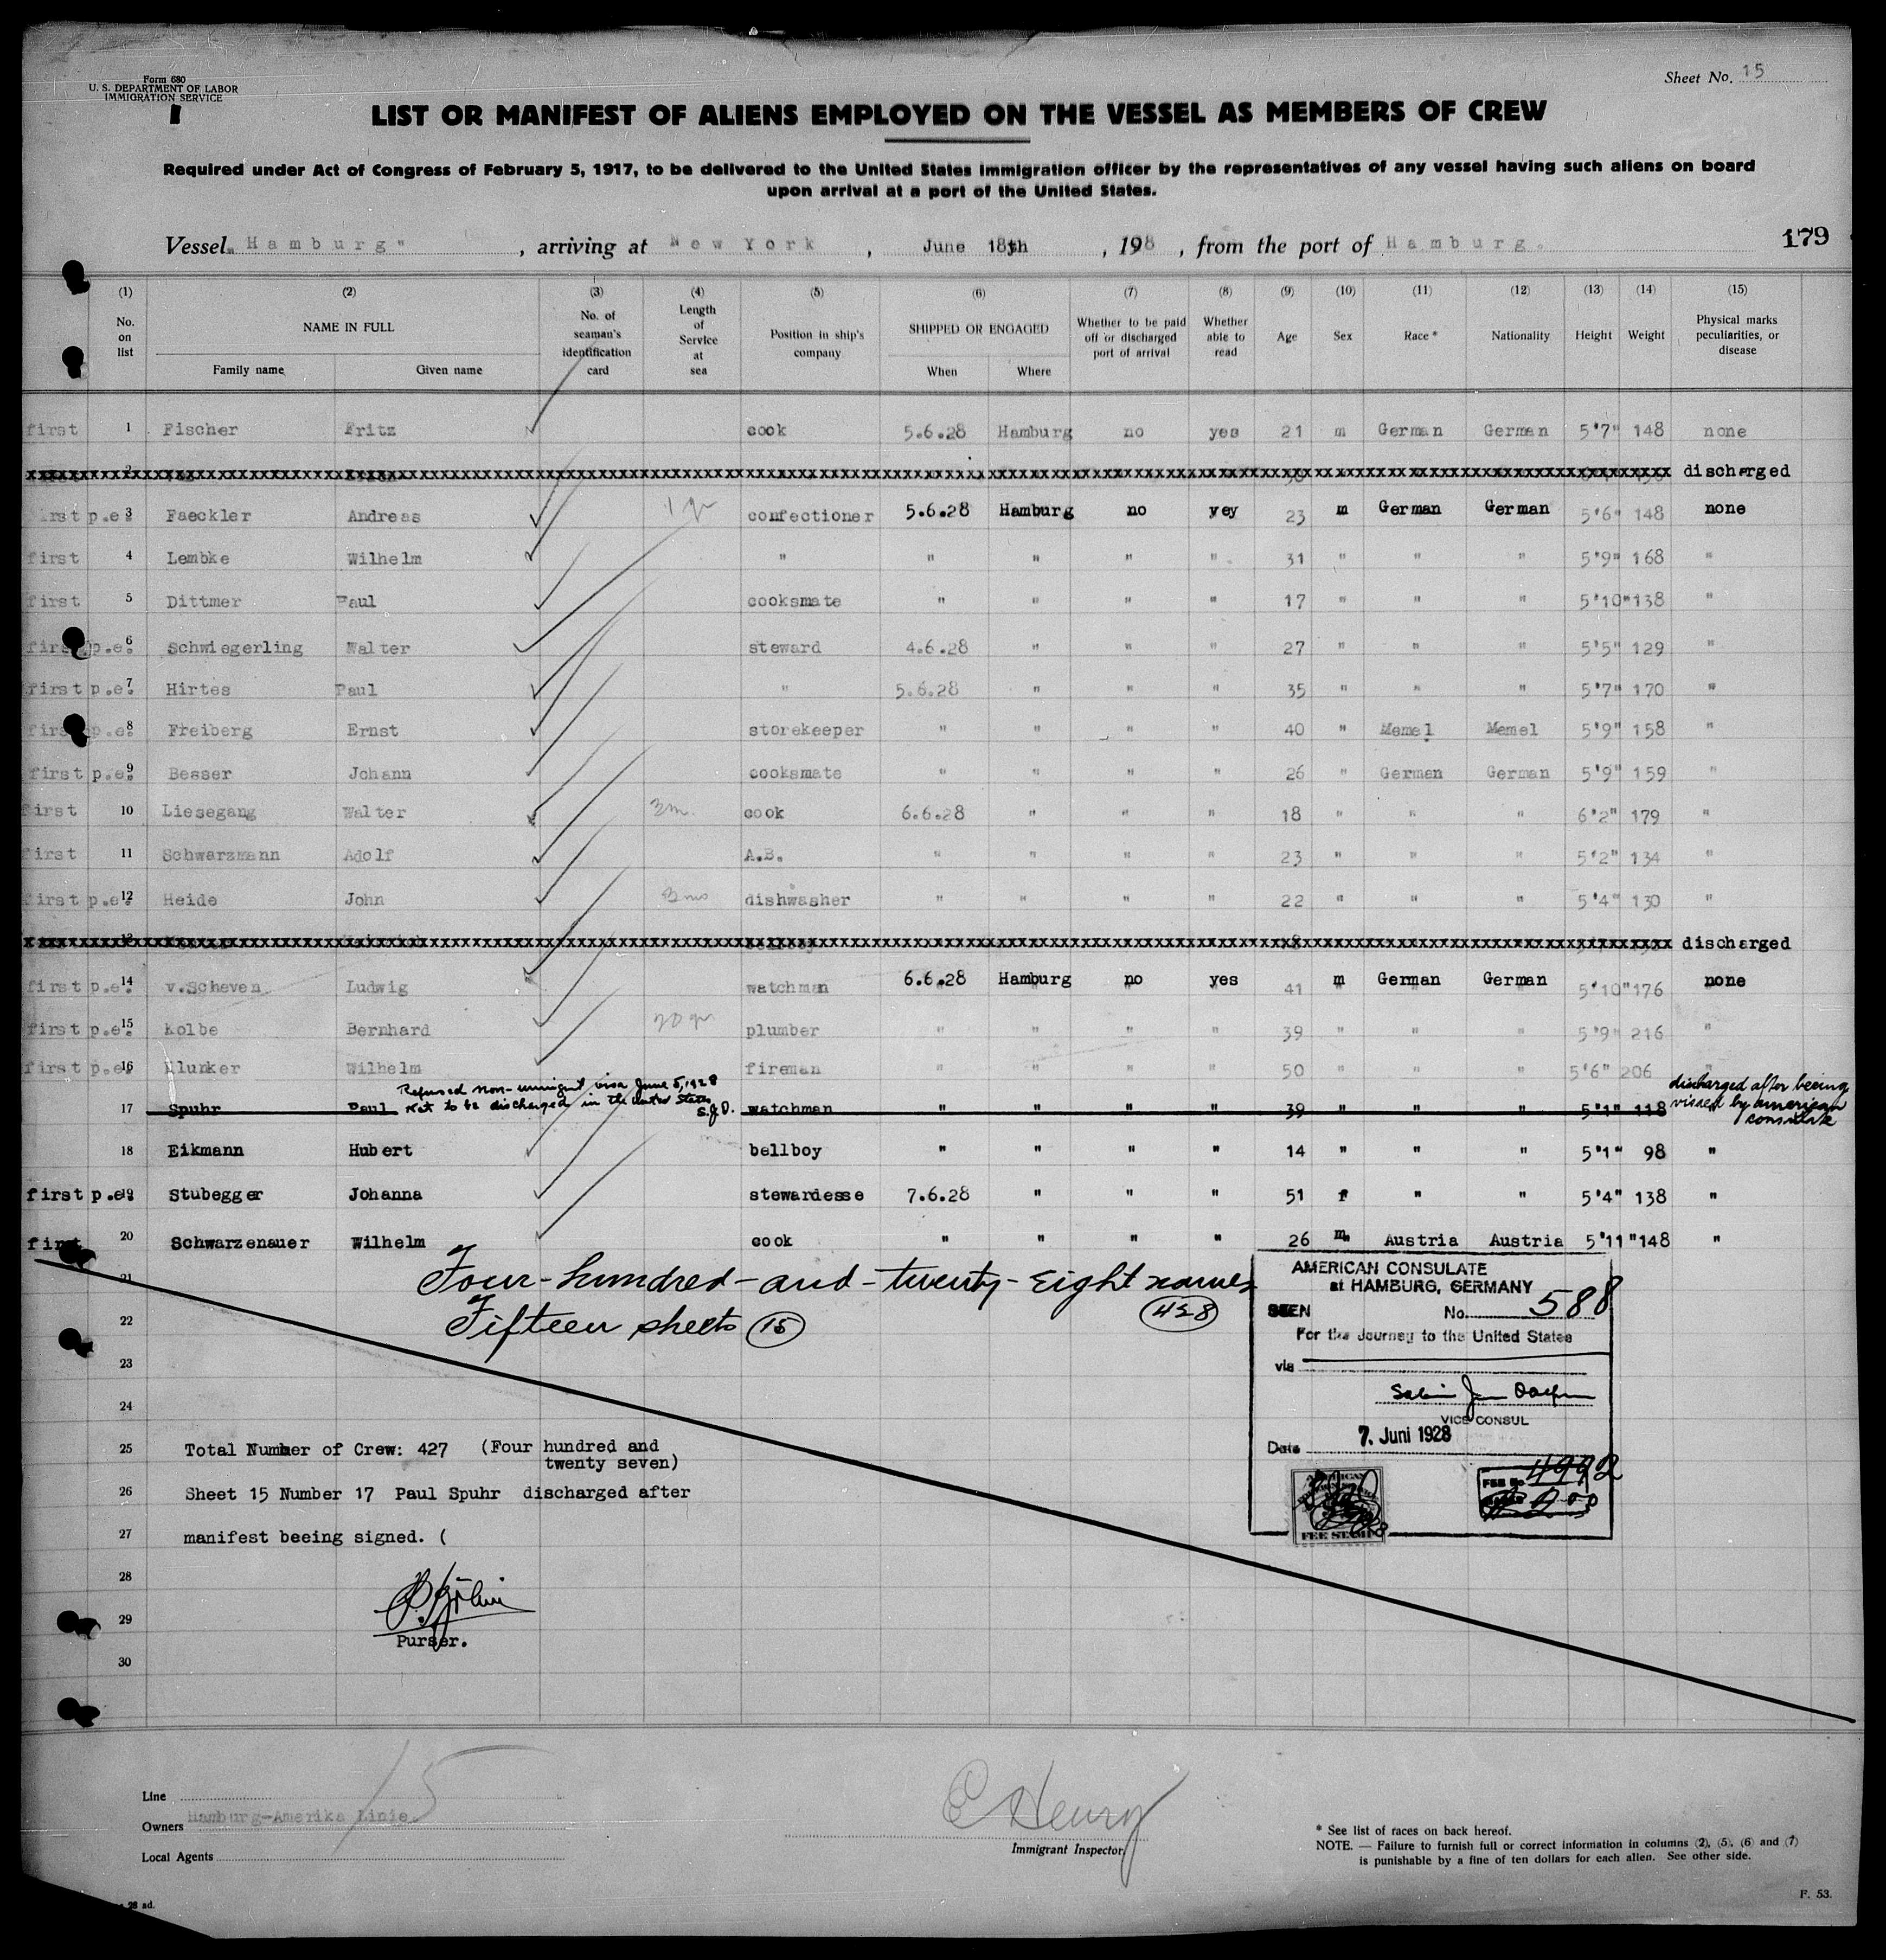 Form 680
U. S. DEPARTMENT OF LABOR
IMMIGRATION SERVICE
Sheet No. 15
LIST OR MANIFEST OF ALIENS EMPLOYED ON THE VESSEL AS MEMBERS OF CREW
Required under Act of Congress of February 5, 1917, to be delivered to the United States immigration officer by the representatives of any vessel having such aliens on board
upon arrival at a port of the United States.
Vessel "Hamburg" , arriving at New York , June 18th , 1928 , from the port of Hamburg.
179
(1) (2) (3) (4) (5) (6) (7) (8) (9) (10) (11) (12) (13) (14) (15)
No. on list NAME IN FULL Family name Given name No. of seaman's identification card Length of Service at sea Position in ship's company SHIPPED OR ENGAGED When Where Whether to be paid off or discharged port of arrival Whether able to read Age Sex Race * Nationality Height Weight Physical marks peculiarities, or disease
first 1 Fischer Fritz cook 5.6.28 Hamburg no yes 21 m German German 5'7" 148 none
2 discharged
first p.e. 3 Faeckler Andreas 1 yr confectioner 5.6.28 Hamburg no yey 23 m German German 5'6" 148 none
first 4 Lembke Wilhelm " " " " " 31 " " " 5'9" 168 "
first 5 Dittmer Paul cooksmate " " " " 17 " " " 5'10" 138 "
first p.e. 6 Schwiegerling Walter steward 4.6.28 " " " 27 " " " 5'5" 129 "
first p.e. 7 Hirtes Paul " 5.6.28 " " " 35 " " " 5'7" 170 "
first p.e. 8 Freiberg Ernst storekeeper " " " " 40 " Memel Memel 5'9" 158 "
first p.e. 9 Besser Johann cooksmate " " " " 26 " German German 5'9" 159 "
first 10 Liesegang Walter 3m. cook 6.6.28 " " " 18 " " " 6'2" 179 "
first 11 Schwarzmann Adolf A.B. " " " " 23 " " " 5'2" 134 "
first p.e. 12 Heide John 3 mo dishwasher " " " " 22 " " " 5'4" 130 "
13 discharged
first p.e. 14 v.Scheven Ludwig watchman 6.6.28 Hamburg no yes 41 m German German 5'10" 176 none
first p.e. 15 Kolbe Bernhard 20 yr plumber " " " " 39 " " " 5'9" 216 "
first p.e. 16 Klunker Wilhelm fireman " " " " 50 " " " 5'6" 206 "
Refused non-immigrant visa June 5, 1928
Not to be discharged in the United States
S.J.D.
17 Spuhr Paul watchman " " " " 39 " " " 5'1" 118 "
discharged after beeing
visaed by american
consulate
18 Eikmann Hubert bellboy " " " " 14 " " " 5'1" 98 "
first p.e. 19 Stubegger Johanna stewardesse 7.6.28 " " " 51 f " " 5'4" 138 "
first 20 Schwarzenauer Wilhelm cook " " " " 26 m. Austria Austria 5'11" 148 "
21
Four-hundred-and-twenty-eight names
22
Fifteen sheets (15) (428)
23
24
AMERICAN CONSULATE
at HAMBURG, GERMANY
SEEN No. 588
For the Journey to the United States
via
VICE CONSUL
Date 7. Juni 1928
FEE No. 4992
FEE STAMP
25 Total Number of Crew: 427 (Four hundred and
twenty seven)
26 Sheet 15 Number 17 Paul Spuhr discharged after
27 manifest beeing signed. (
28
29
Purser.
30
15
Line
Owners Hamburg-Amerika Linie.
Local Agents
C Henry
Immigrant Inspector
* See list of races on back hereof.
NOTE. — Failure to furnish full or correct information in columns (2), (5), (6) and (7)
is punishable by a fine of ten dollars for each alien. See other side.
28 ad.
F. 53.